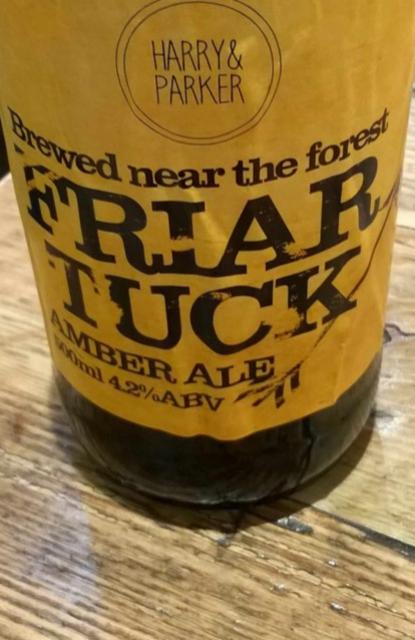 HARRY&
PARKER
Brewed near the forest
FRIAR
TUCK
AMBER ALE
500ml 4.2%ABV